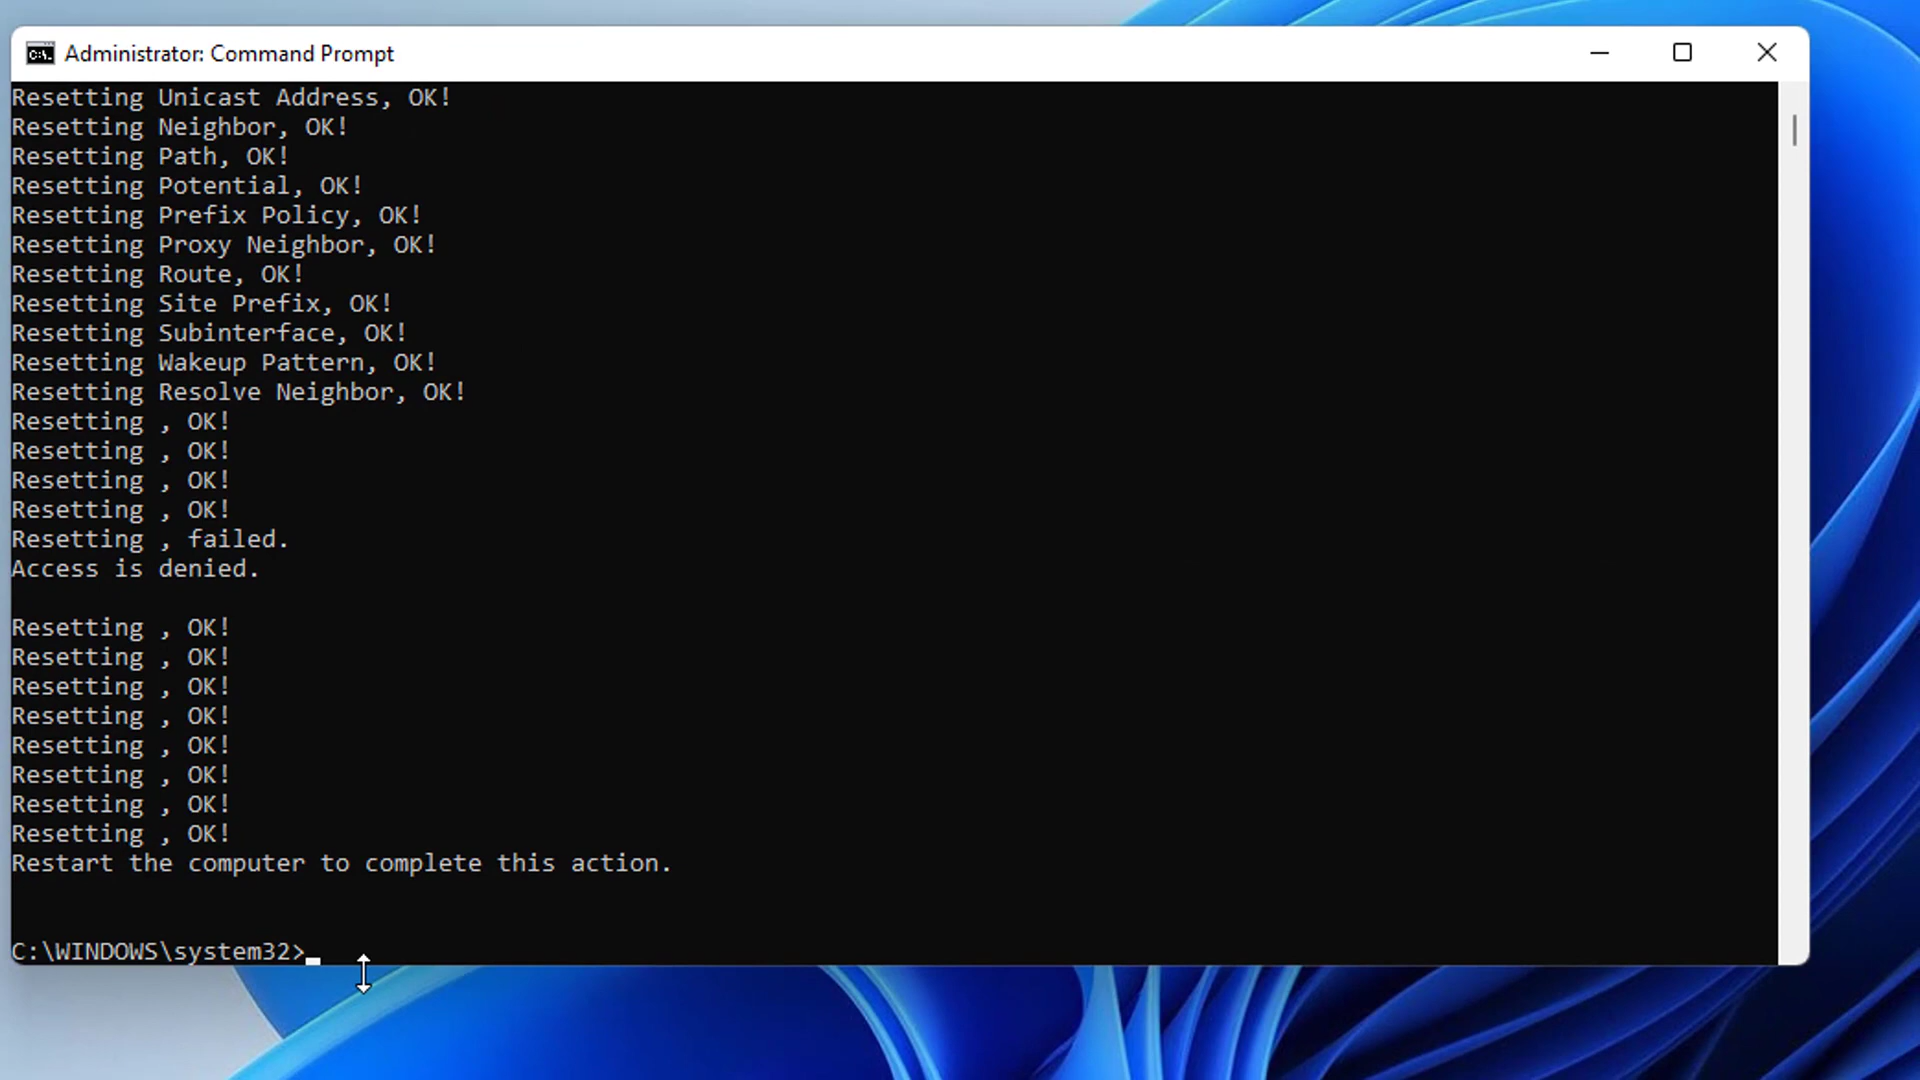 Administrator: Command Prompt
Resetting Unicast Address, OK!
Resetting Neighbor, OK!
Resetting Path, OK!
Resetting Potential, OK!
Resetting Prefix Policy, OK!
Resetting Proxy Neighbor, OK!
Resetting Route, OK!
Resetting Site Prefix, OK!
Resetting Subinterface, OK!
Resetting Wakeup Pattern, OK!
Resetting Resolve Neighbor, OK!
Resetting , OK!
Resetting , OK!
Resetting , OK!
Resetting , OK!
Resetting , failed.
Access is denied.

Resetting , OK!
Resetting , OK!
Resetting , OK!
Resetting , OK!
Resetting , OK!
Resetting , OK!
Resetting , OK!
Resetting , OK!
Restart the computer to complete this action.

C:\WINDOWS\system32>